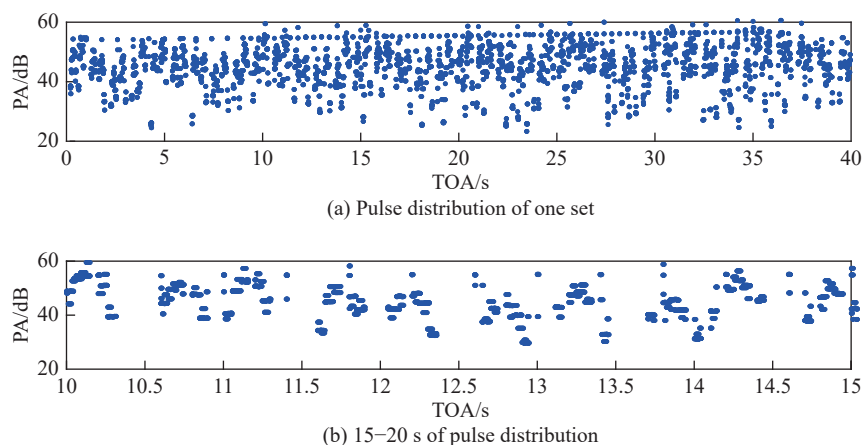 60
40
20
PA/dB
0 5 10 15 20 25 30 35 40
TOA/s
(a) Pulse distribution of one set
60
40
20
PA/dB
10 10.5 11 11.5 12 12.5 13 13.5 14 14.5 15
TOA/s
(b) 15−20 s of pulse distribution